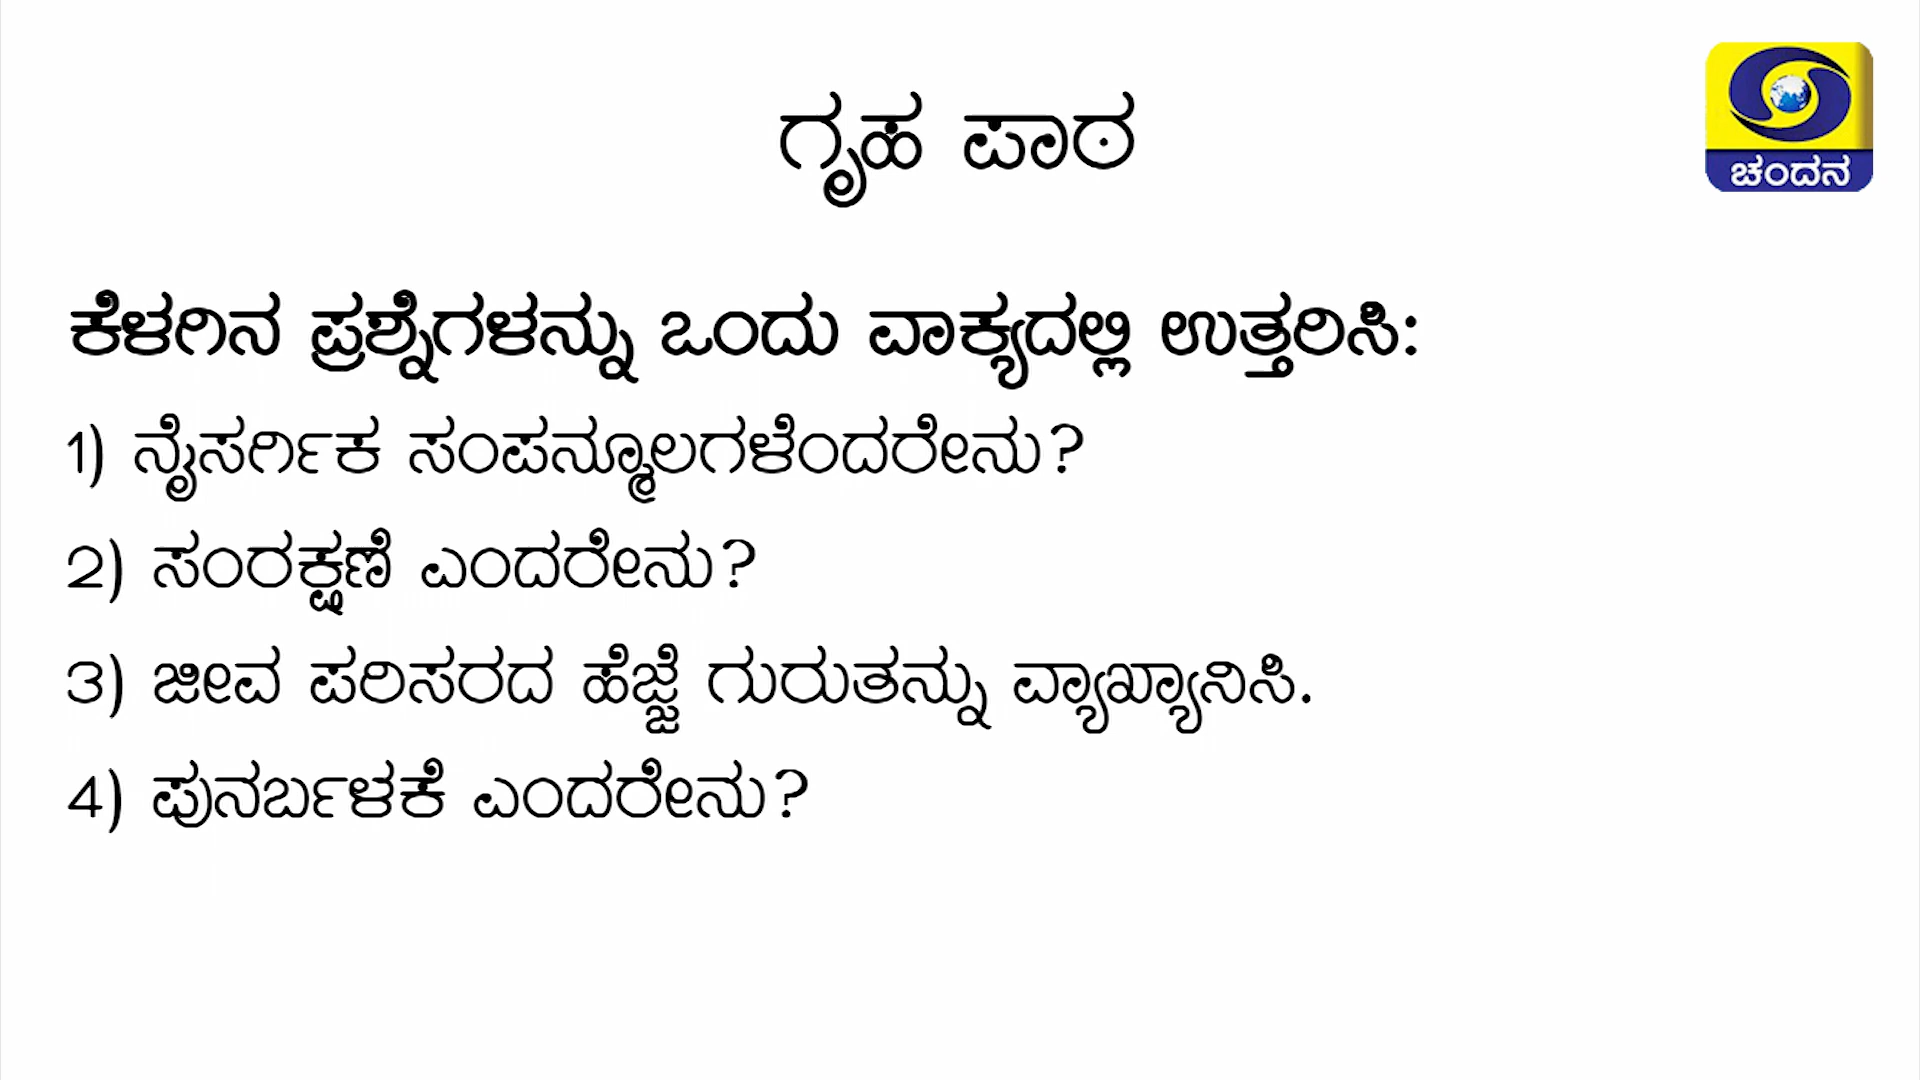 ಗೃಹ ಪಾಠ
ಚಂದನ
ಕೆಳಗಿನ ಪ್ರಶ್ನೆಗಳನ್ನು ಒಂದು ವಾಕ್ಯದಲ್ಲಿ ಉತ್ತರಿಸಿ:
1) ನೈಸರ್ಗಿಕ ಸಂಪನ್ಮೂಲಗಳೆಂದರೇನು?
2) ಸಂರಕ್ಷಣೆ ಎಂದರೇನು?
3) ಜೀವ ಪರಿಸರದ ಹೆಜ್ಜೆ ಗುರುತನ್ನು ವ್ಯಾಖ್ಯಾನಿಸಿ.
4) ಪುನರ್ಬಳಕೆ ಎಂದರೇನು?